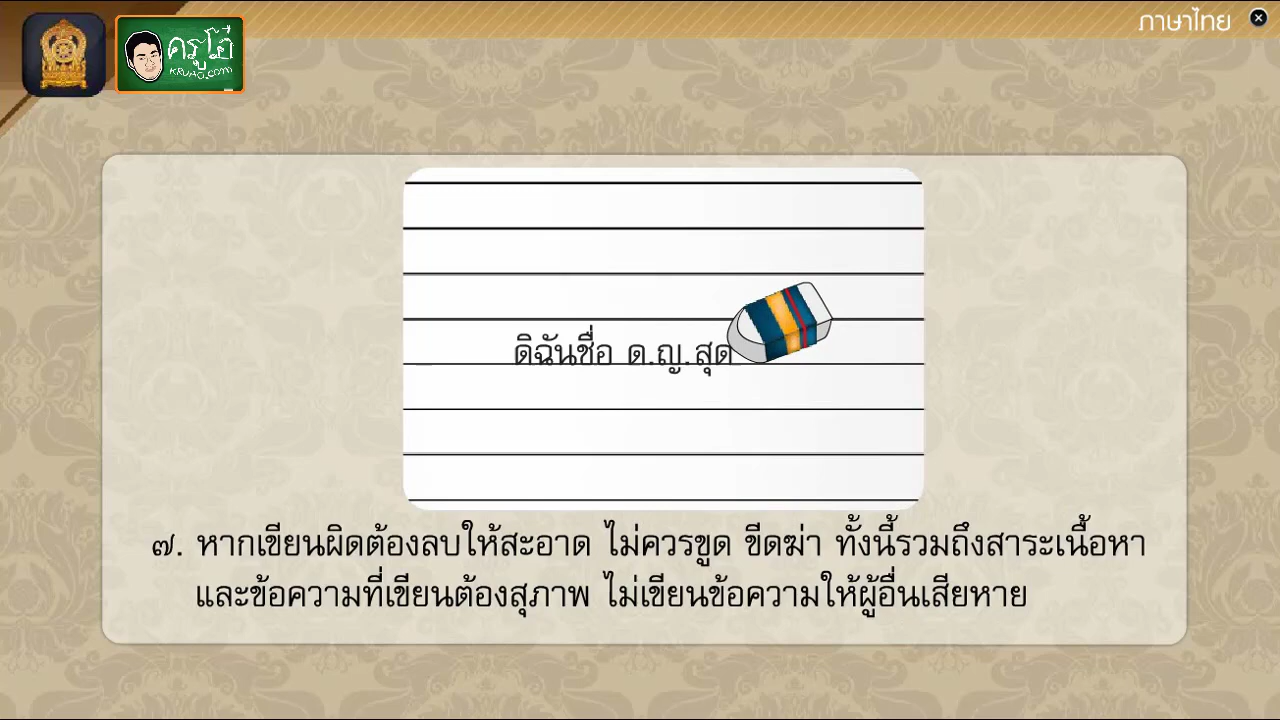 ภาษาไทย
ครูโอ๋
KRUHO.com
ดิฉันชื่อ ด.ญ.สุด
๗. หากเขียนผิดต้องลบให้สะอาด ไม่ควรขูด ขีดฆ่า ทั้งนี้รวมถึงสาระเนื้อหา
และข้อความที่เขียนต้องสุภาพ ไม่เขียนข้อความให้ผู้อื่นเสียหาย